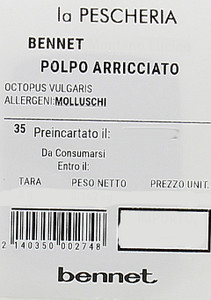 la PESCHERIA
BENNET
POLPO ARRICCIATO
OCTOPUS VULGARIS
ALLERGENI:MOLLUSCHI
35 Preincartato il:
Da Consumarsi
Entro il:
TARA PESO NETTO PREZZO UNIT.
2 140350 002748
bennet